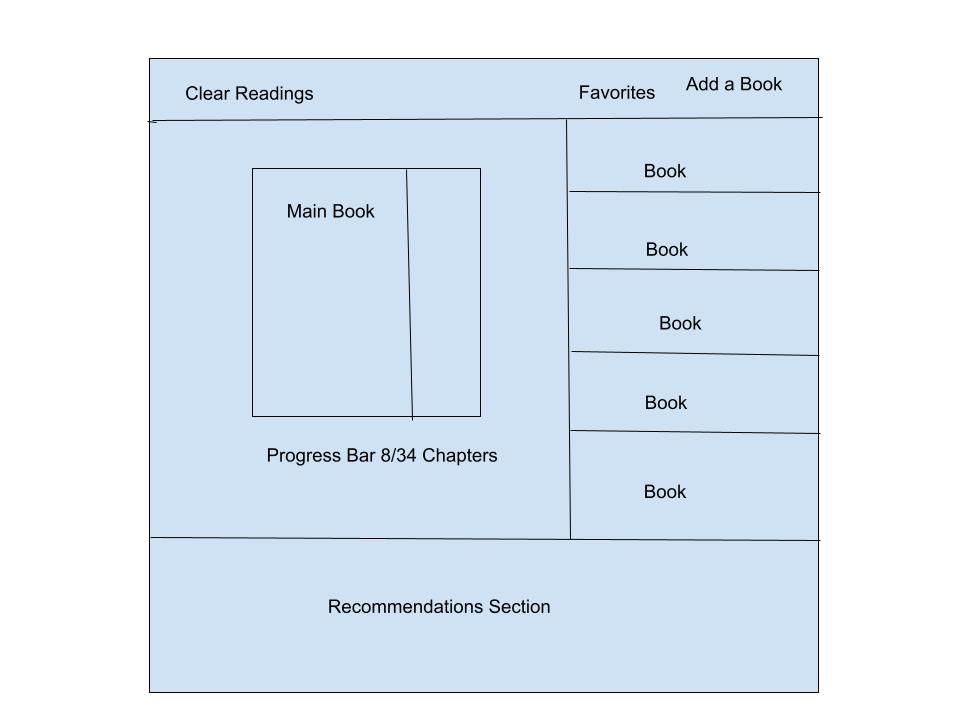 Clear Readings
Favorites
Add a Book
Main Book
Progress Bar 8/34 Chapters
Book
Book
Book
Book
Book
Recommendations Section